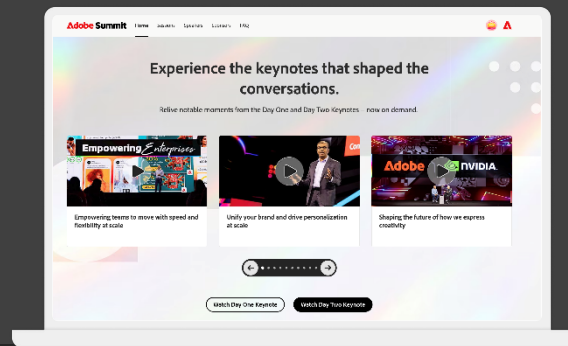 Adobe Summit Home Sessions Speakers Sponsors FAQ
Experience the keynotes that shaped the
conversations.
Relive notable moments from the Day One and Day Two Keynotes — now on demand.
Empowering Enterprises
Adobe NVIDIA
Empowering teams to move with speed and
flexibility at scale
Unify your brand and drive personalization
at scale
Shaping the future of how we express
creativity
Watch Day One Keynote Watch Day Two Keynote